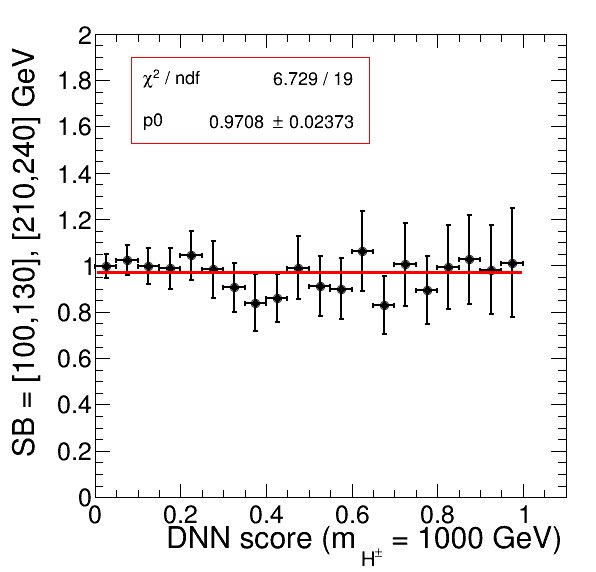 SB = [100,130], [210,240] GeV
2
1.8
1.6
1.4
1.2
1
0.8
0.6
0.4
0.2
0
χ² / ndf 6.729 / 19
p0 0.9708 ± 0.02373
0 0.2 0.4 0.6 0.8 1
DNN score (m_H± = 1000 GeV)